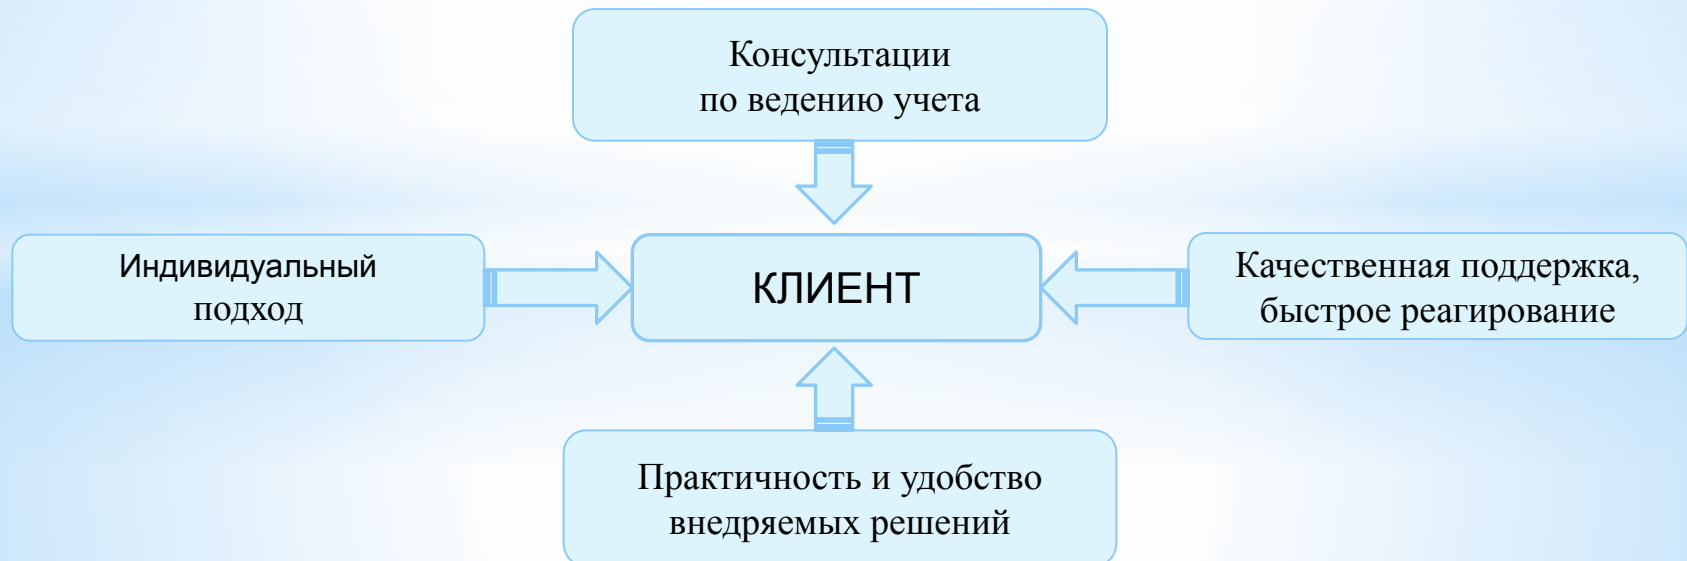 Консультации
по ведению учета
Индивидуальный
подход
КЛИЕНТ
Качественная поддержка,
быстрое реагирование
Практичность и удобство
внедряемых решений